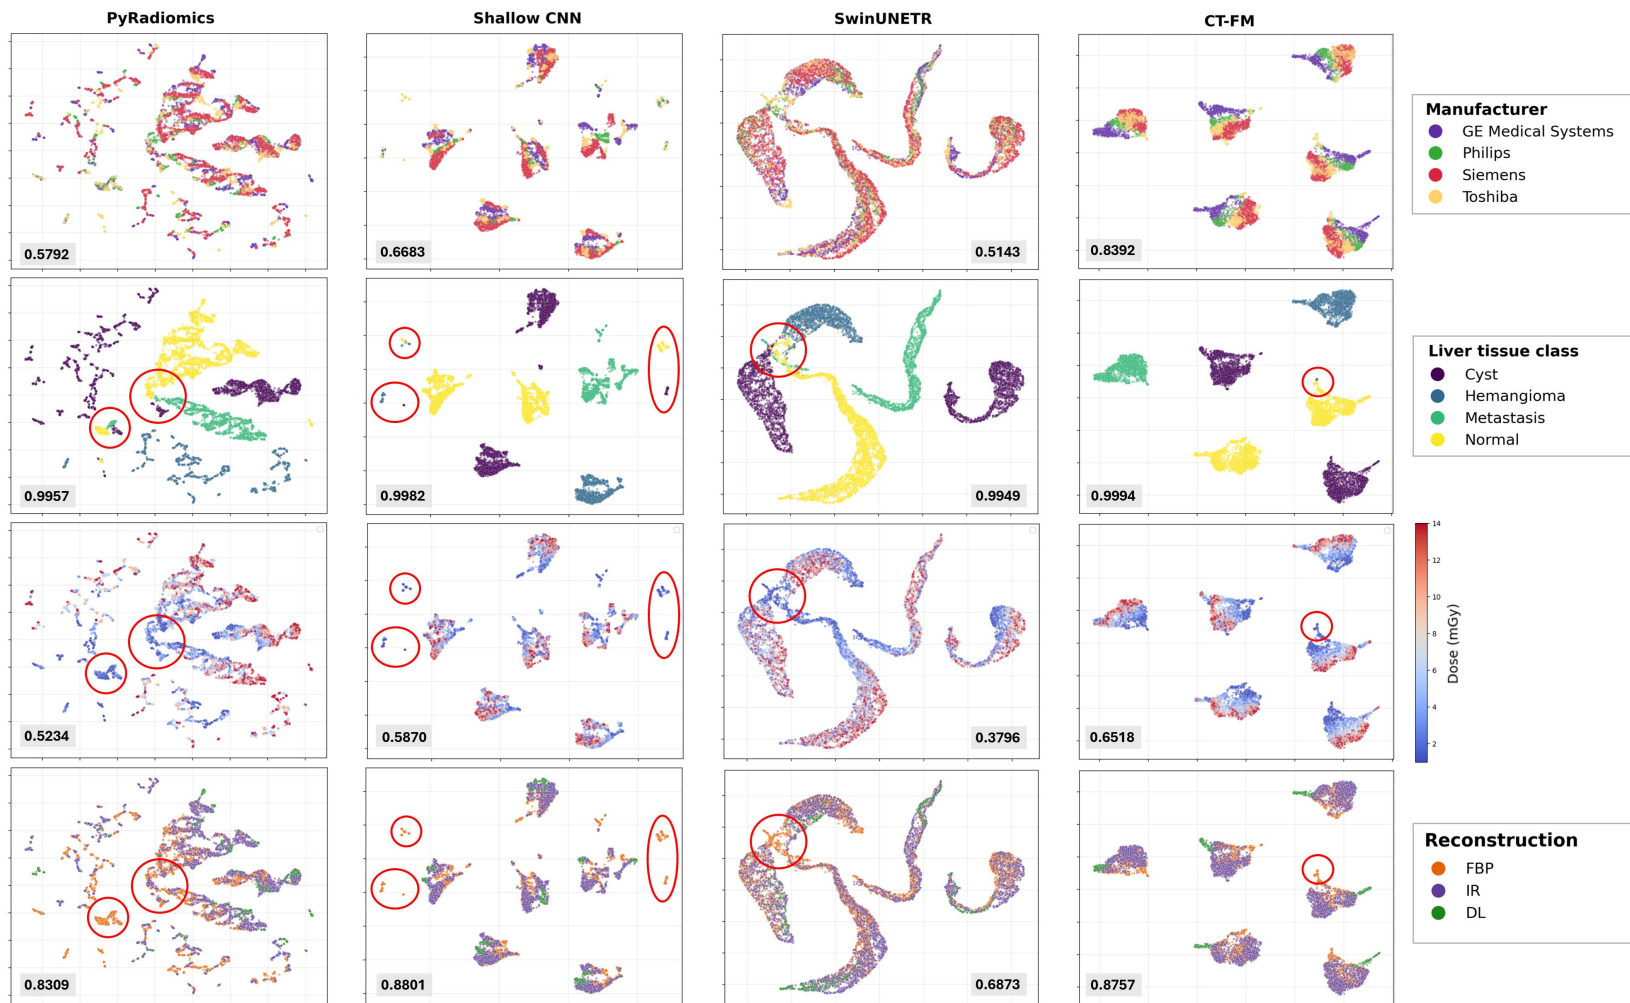 PyRadiomics
Shallow CNN
SwinUNETR
CT-FM
0.5792
0.6683
0.5143
0.8392
Manufacturer
GE Medical Systems
Philips
Siemens
Toshiba
0.9957
0.9982
0.9949
0.9994
Liver tissue class
Cyst
Hemangioma
Metastasis
Normal
0.5234
0.5870
0.3796
0.6518
14
12
10
8
6
4
2
Dose (mGy)
0.8309
0.8801
0.6873
0.8757
Reconstruction
FBP
IR
DL